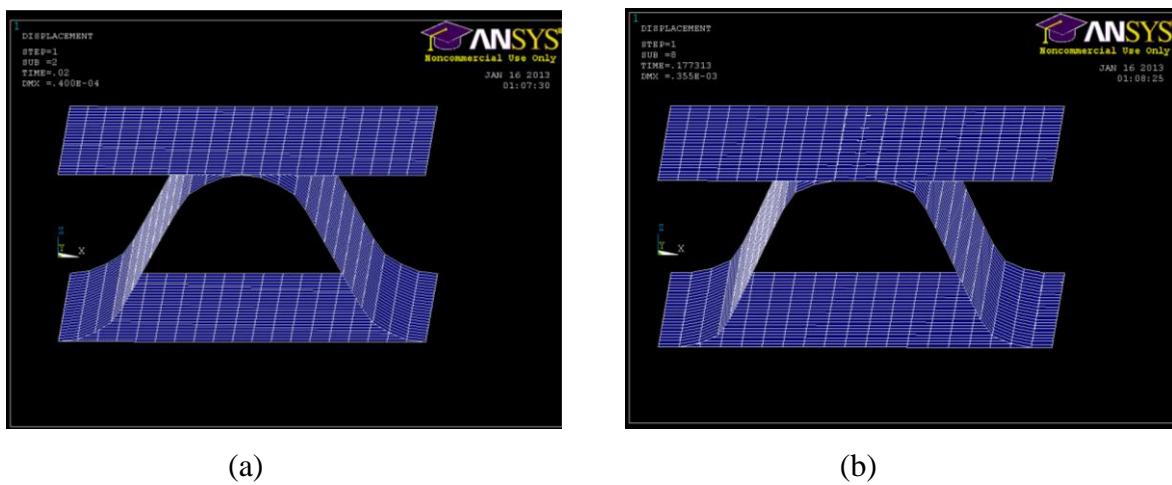 1
DISPLACEMENT
STEP=1
SUB =2
TIME=.02
DMX =.400E-04
ANSYS
Noncommercial Use Only
JAN 16 2013
01:07:30
Z
Y
X
(a)
1
DISPLACEMENT
STEP=1
SUB =8
TIME=.177313
DMX =.355E-03
ANSYS
Noncommercial Use Only
JAN 16 2013
01:08:25
Z
Y
X
(b)